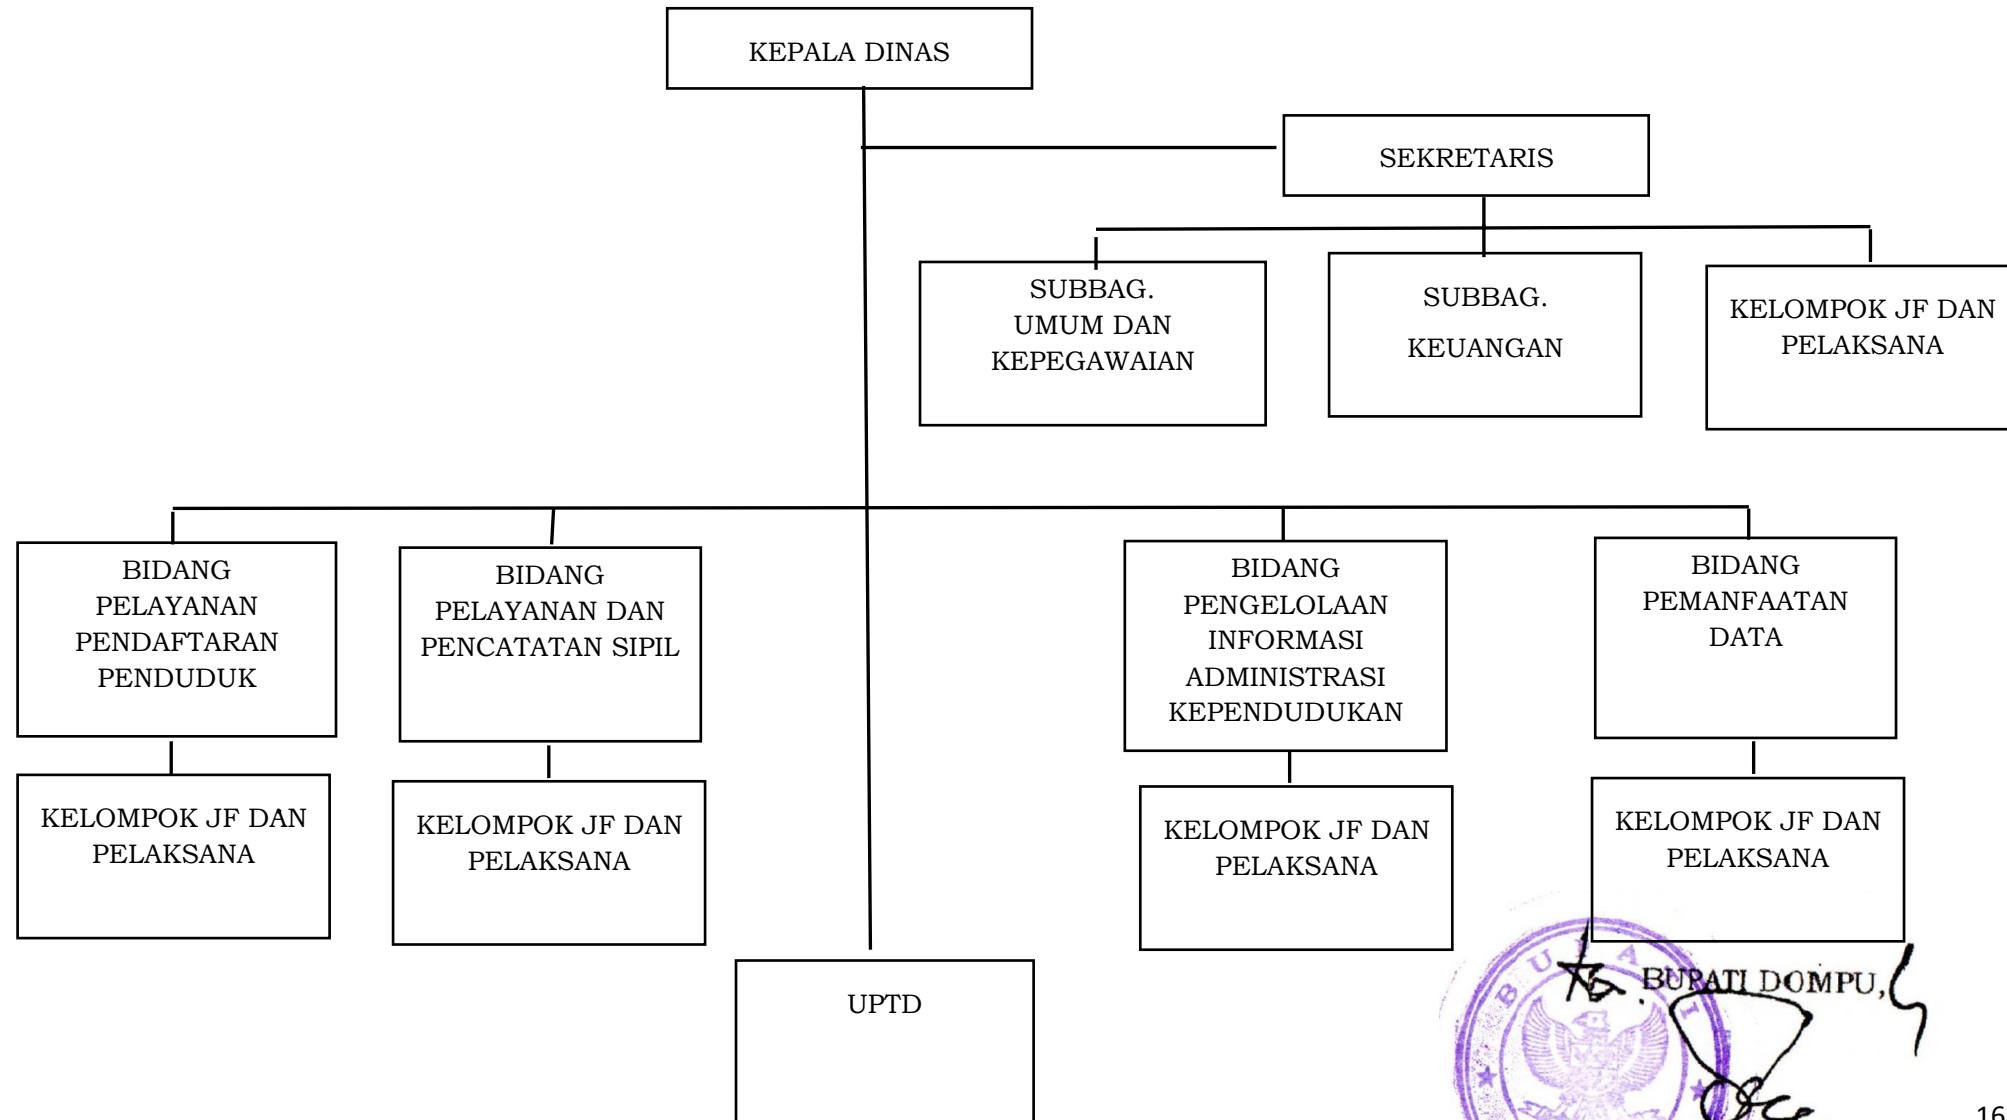 KEPALA DINAS
SEKRETARIS
SUBBAG.
UMUM DAN
KEPEGAWAIAN
SUBBAG.
KEUANGAN
KELOMPOK JF DAN
PELAKSANA
BIDANG
PELAYANAN
PENDAFTARAN
PENDUDUK
BIDANG
PELAYANAN DAN
PENCATATAN SIPIL
BIDANG
PENGELOLAAN
INFORMASI
ADMINISTRASI
KEPENDUDUKAN
BIDANG
PEMANFAATAN
DATA
KELOMPOK JF DAN
PELAKSANA
KELOMPOK JF DAN
PELAKSANA
KELOMPOK JF DAN
PELAKSANA
KELOMPOK JF DAN
PELAKSANA
UPTD
BUPATI
BUPATI DOMPU,
16